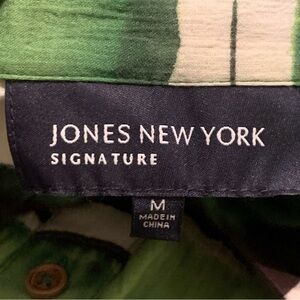 JONES NEW YORK
SIGNATURE
M
MADE IN
CHINA